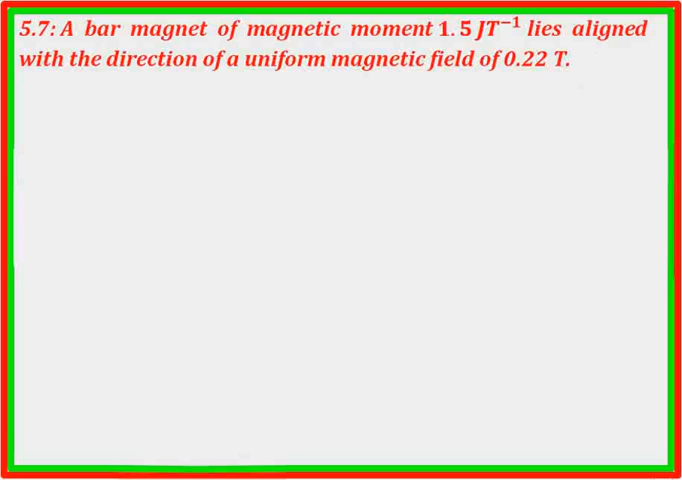 5.7: A bar magnet of magnetic moment 1.5 JT⁻¹ lies aligned
with the direction of a uniform magnetic field of 0.22 T.